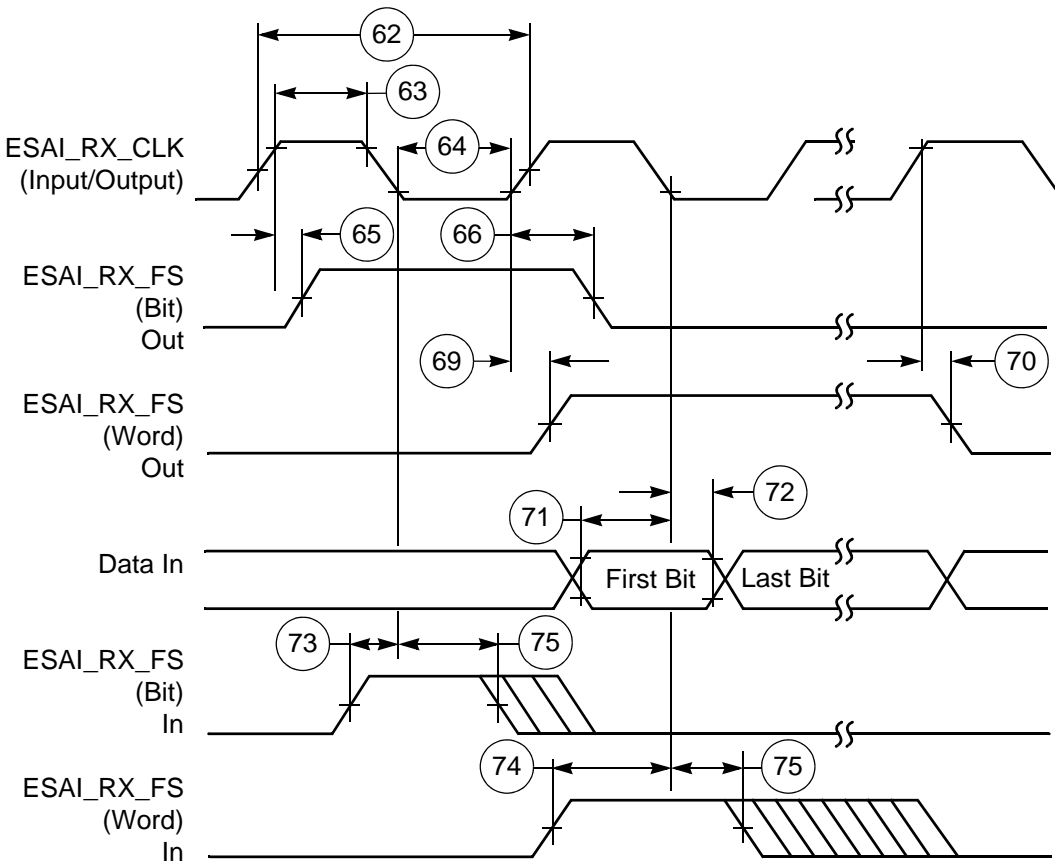 62
63
ESAI_RX_CLK
(Input/Output)
64
65
66
ESAI_RX_FS
(Bit)
Out
69
70
ESAI_RX_FS
(Word)
Out
71
72
Data In
First Bit
Last Bit
73
75
ESAI_RX_FS
(Bit)
In
74
75
ESAI_RX_FS
(Word)
In